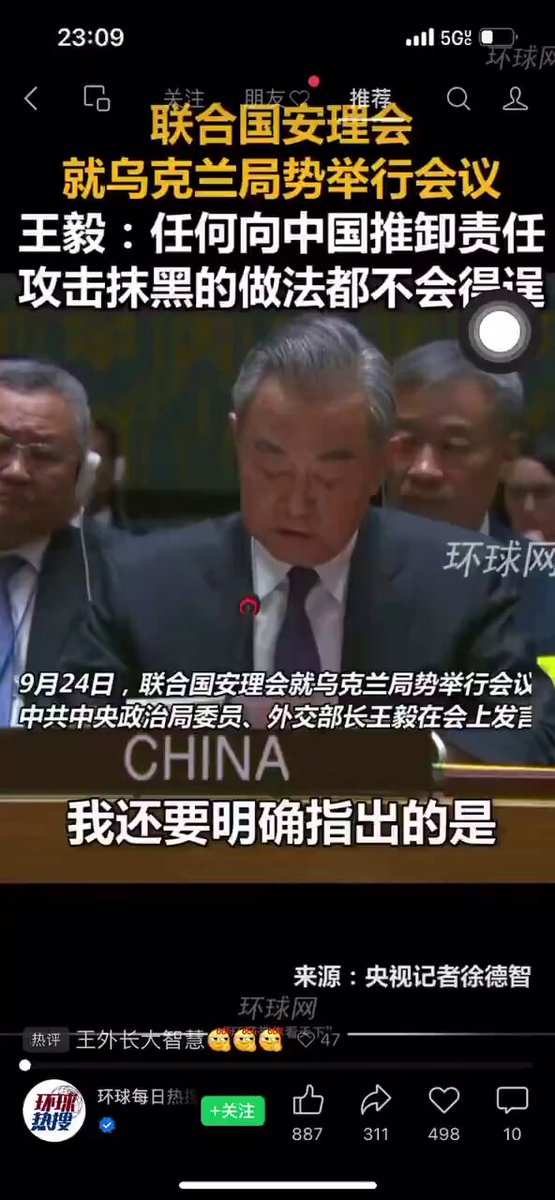 23:09
5G
环球网
关注
朋友♡
推荐
联合国安理会
就乌克兰局势举行会议
王毅：任何向中国推卸责任
攻击抹黑的做法都不会得逞
环球网
9月24日，联合国安理会就乌克兰局势举行会议
中共中央政治局委员、外交部长王毅在会上发言
CHINA
我还要明确指出的是
来源：央视记者徐德智
环球网
热评
王外长大智慧
47
环球热搜
环球每日热搜
+关注
887
311
498
10